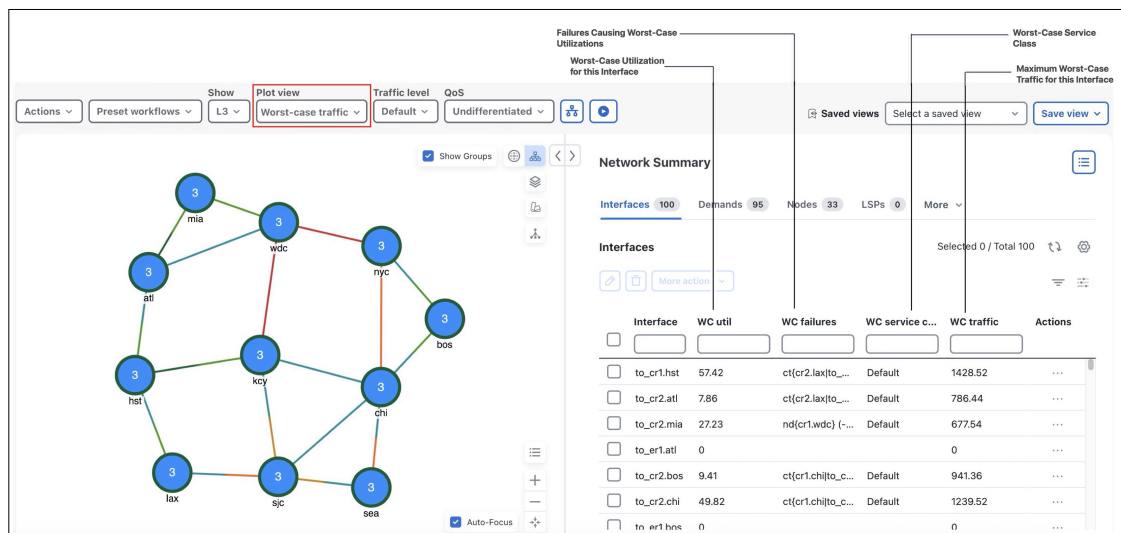 Failures Causing Worst-Case
Utilizations
Worst-Case Service
Class
Worst-Case Utilization
for this Interface
Maximum Worst-Case
Traffic for this Interface
Show
Plot view
Traffic level
QoS
Actions
Preset workflows
L3
Worst-case traffic
Default
Undifferentiated
Saved views
Select a saved view
Save view
Show Groups
Network Summary
Interfaces 100
Demands 95
Nodes 33
LSPs 0
More
Interfaces
Selected 0 / Total 100
More action
Interface WC util WC failures WC service c... WC traffic Actions
to_cr1.hst 57.42 ct{cr2.lax|to_... Default 1428.52 ...
to_cr2.atl 7.86 ct{cr2.lax|to_... Default 786.44 ...
to_cr2.mia 27.23 nd{cr1.wdc} (-... Default 677.54 ...
to_er1.atl 0 0 ...
to_cr2.bos 9.41 ct{cr1.chi|to_c... Default 941.36 ...
to_cr2.chi 49.82 ct{cr1.chi|to_c... Default 1239.52 ...
to_er1.bos 0 0 ...
3
mia
3
wdc
3
nyc
3
atl
3
bos
3
kcy
3
hst
3
chi
3
lax
3
sjc
3
sea
Auto-Focus